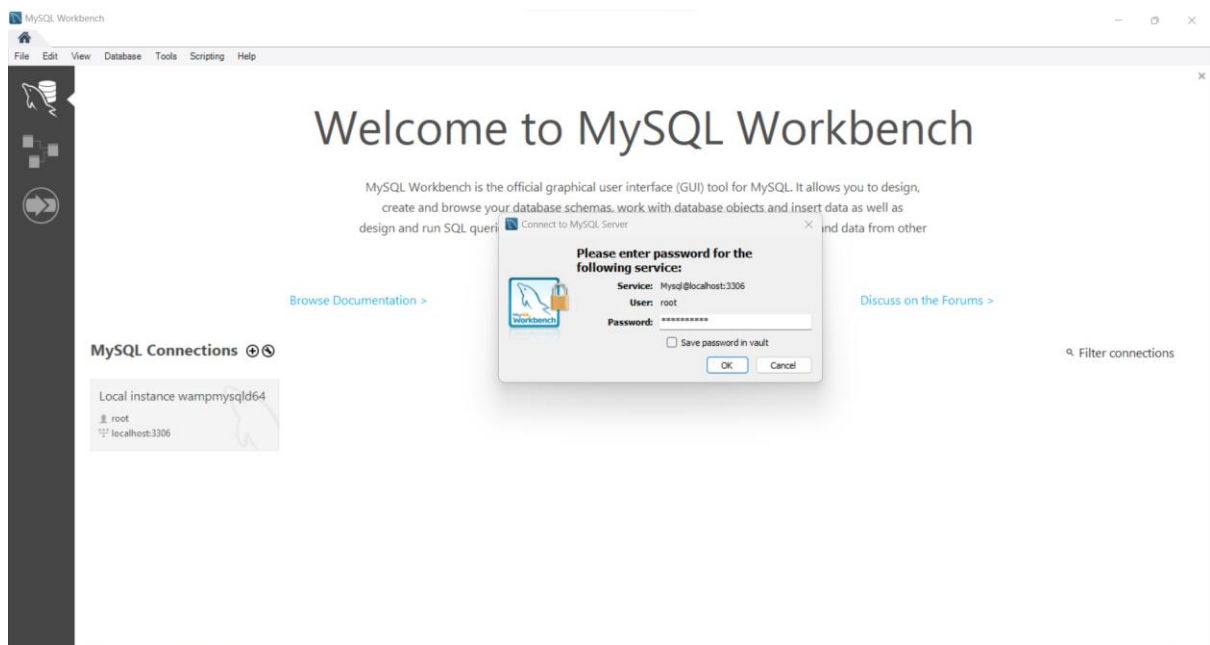 MySQL Workbench
File Edit View Database Tools Scripting Help
Welcome to MySQL Workbench
MySQL Workbench is the official graphical user interface (GUI) tool for MySQL. It allows you to design,
create and browse your database schemas, work with database objects and insert data as well as
design and run SQL queri
and data from other
Connect to MySQL Server
Please enter password for the
following service:
Service: Mysql@localhost:3306
User: root
Password: **********
Save password in vault
OK Cancel
MySQL
Workbench
Browse Documentation >
Discuss on the Forums >
MySQL Connections
Filter connections
Local instance wampmysqld64
root
localhost:3306